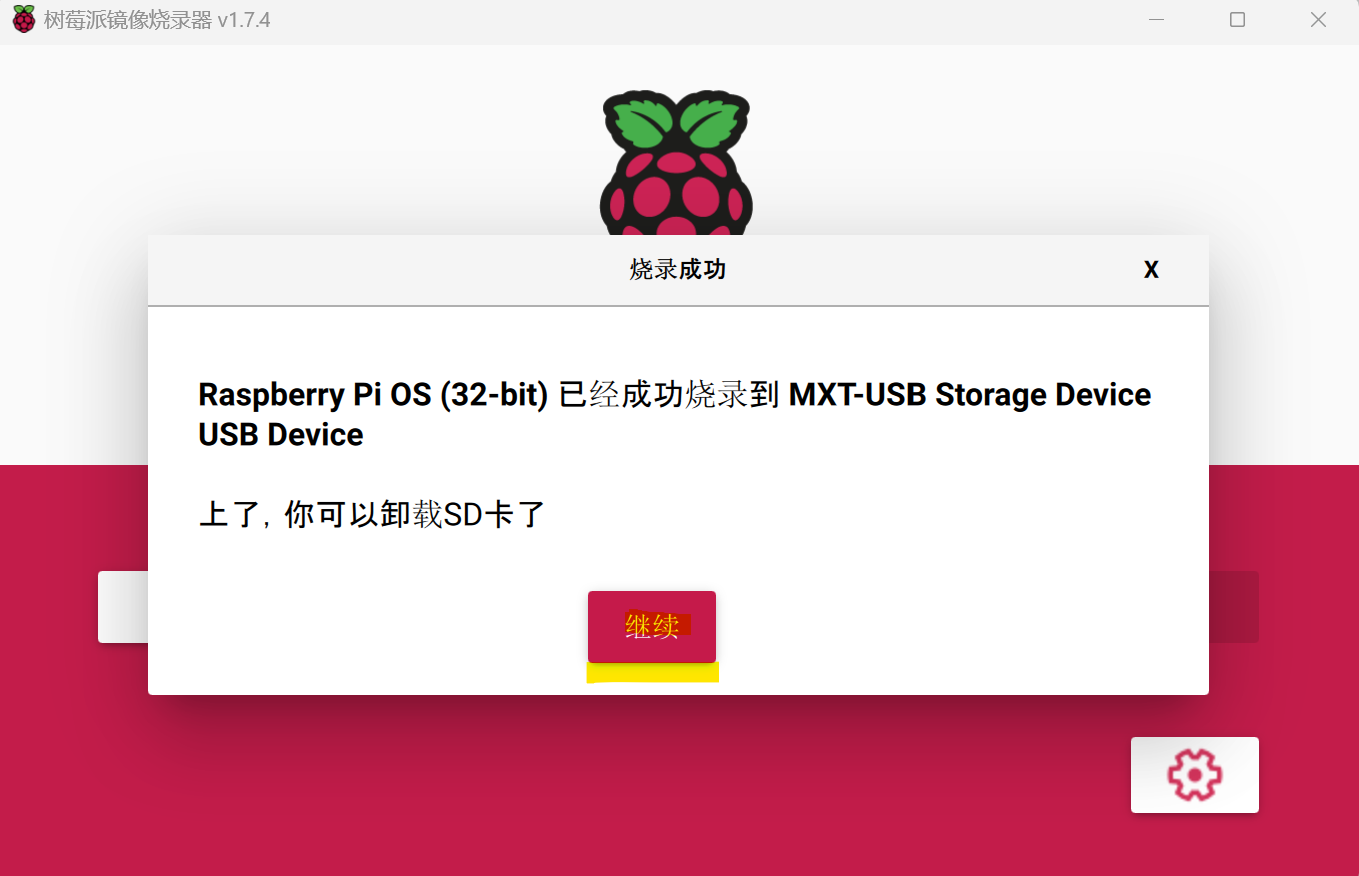 树莓派镜像烧录器 v1.7.4
烧录成功
X
Raspberry Pi OS (32-bit) 已经成功烧录到 MXT-USB Storage Device
USB Device
上了, 你可以卸载SD卡了
继续